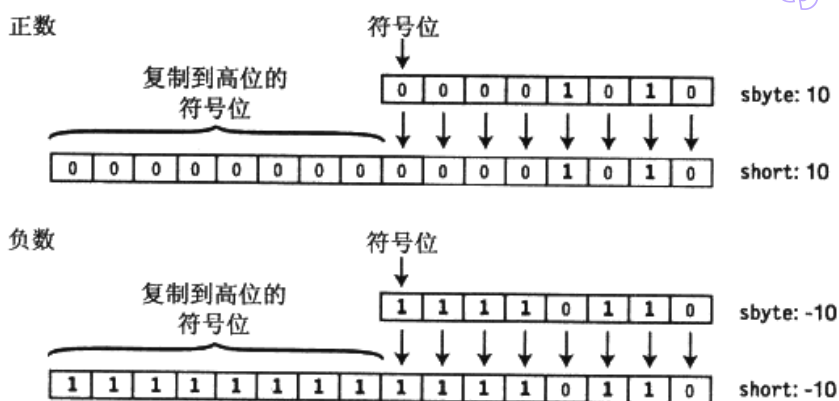 正数
符号位
复制到高位的
符号位
0 0 0 0 1 0 1 0 sbyte: 10
0 0 0 0 0 0 0 0 0 0 0 0 1 0 1 0 short: 10
负数
符号位
复制到高位的
符号位
1 1 1 1 0 1 1 0 sbyte: -10
1 1 1 1 1 1 1 1 1 1 1 1 0 1 1 0 short: -10